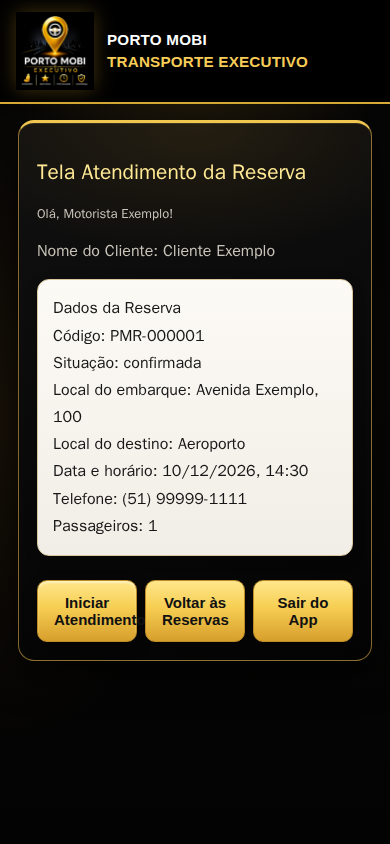 PORTO MOBI
EXECUTIVO
PORTO MOBI
TRANSPORTE EXECUTIVO
Tela Atendimento da Reserva
Olá, Motorista Exemplo!
Nome do Cliente: Cliente Exemplo
Dados da Reserva
Código: PMR-000001
Situação: confirmada
Local do embarque: Avenida Exemplo,
100
Local do destino: Aeroporto
Data e horário: 10/12/2026, 14:30
Telefone: (51) 99999-1111
Passageiros: 1
Iniciar
Atendimento
Voltar às
Reservas
Sair do
App